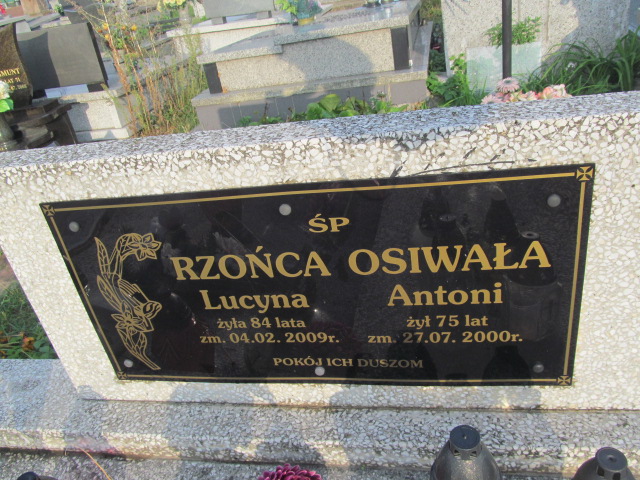 ŚP
RZOŃCA OSIWAŁA
Lucyna Antoni
żyła 84 lata żył 75 lat
zm. 04.02. 2009r. zm. 27.07. 2000r.
POKÓJ ICH DUSZOM